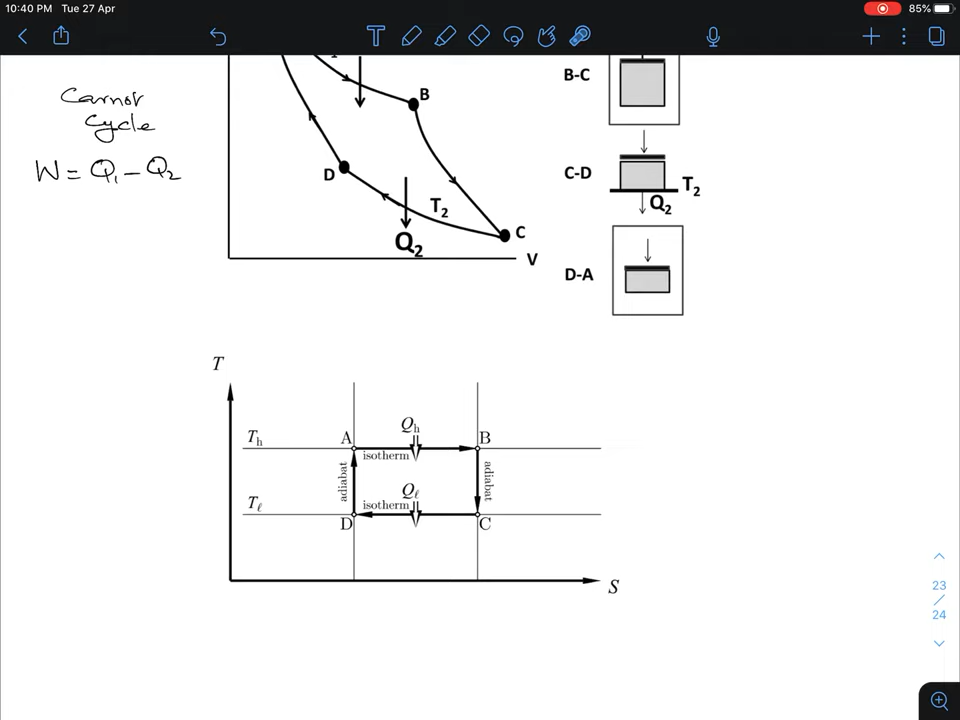 10:40 PM Tue 27 Apr
85%
Carnot
Cycle
W = Q₁ - Q₂
B
D
T₂
Q₂
C
V
B-C
C-D
T₂
Q₂
D-A
T
Tₕ
A
Qₕ
B
isotherm
adiabat
adiabat
Qℓ
Tℓ
isotherm
D
C
S
23
/
24